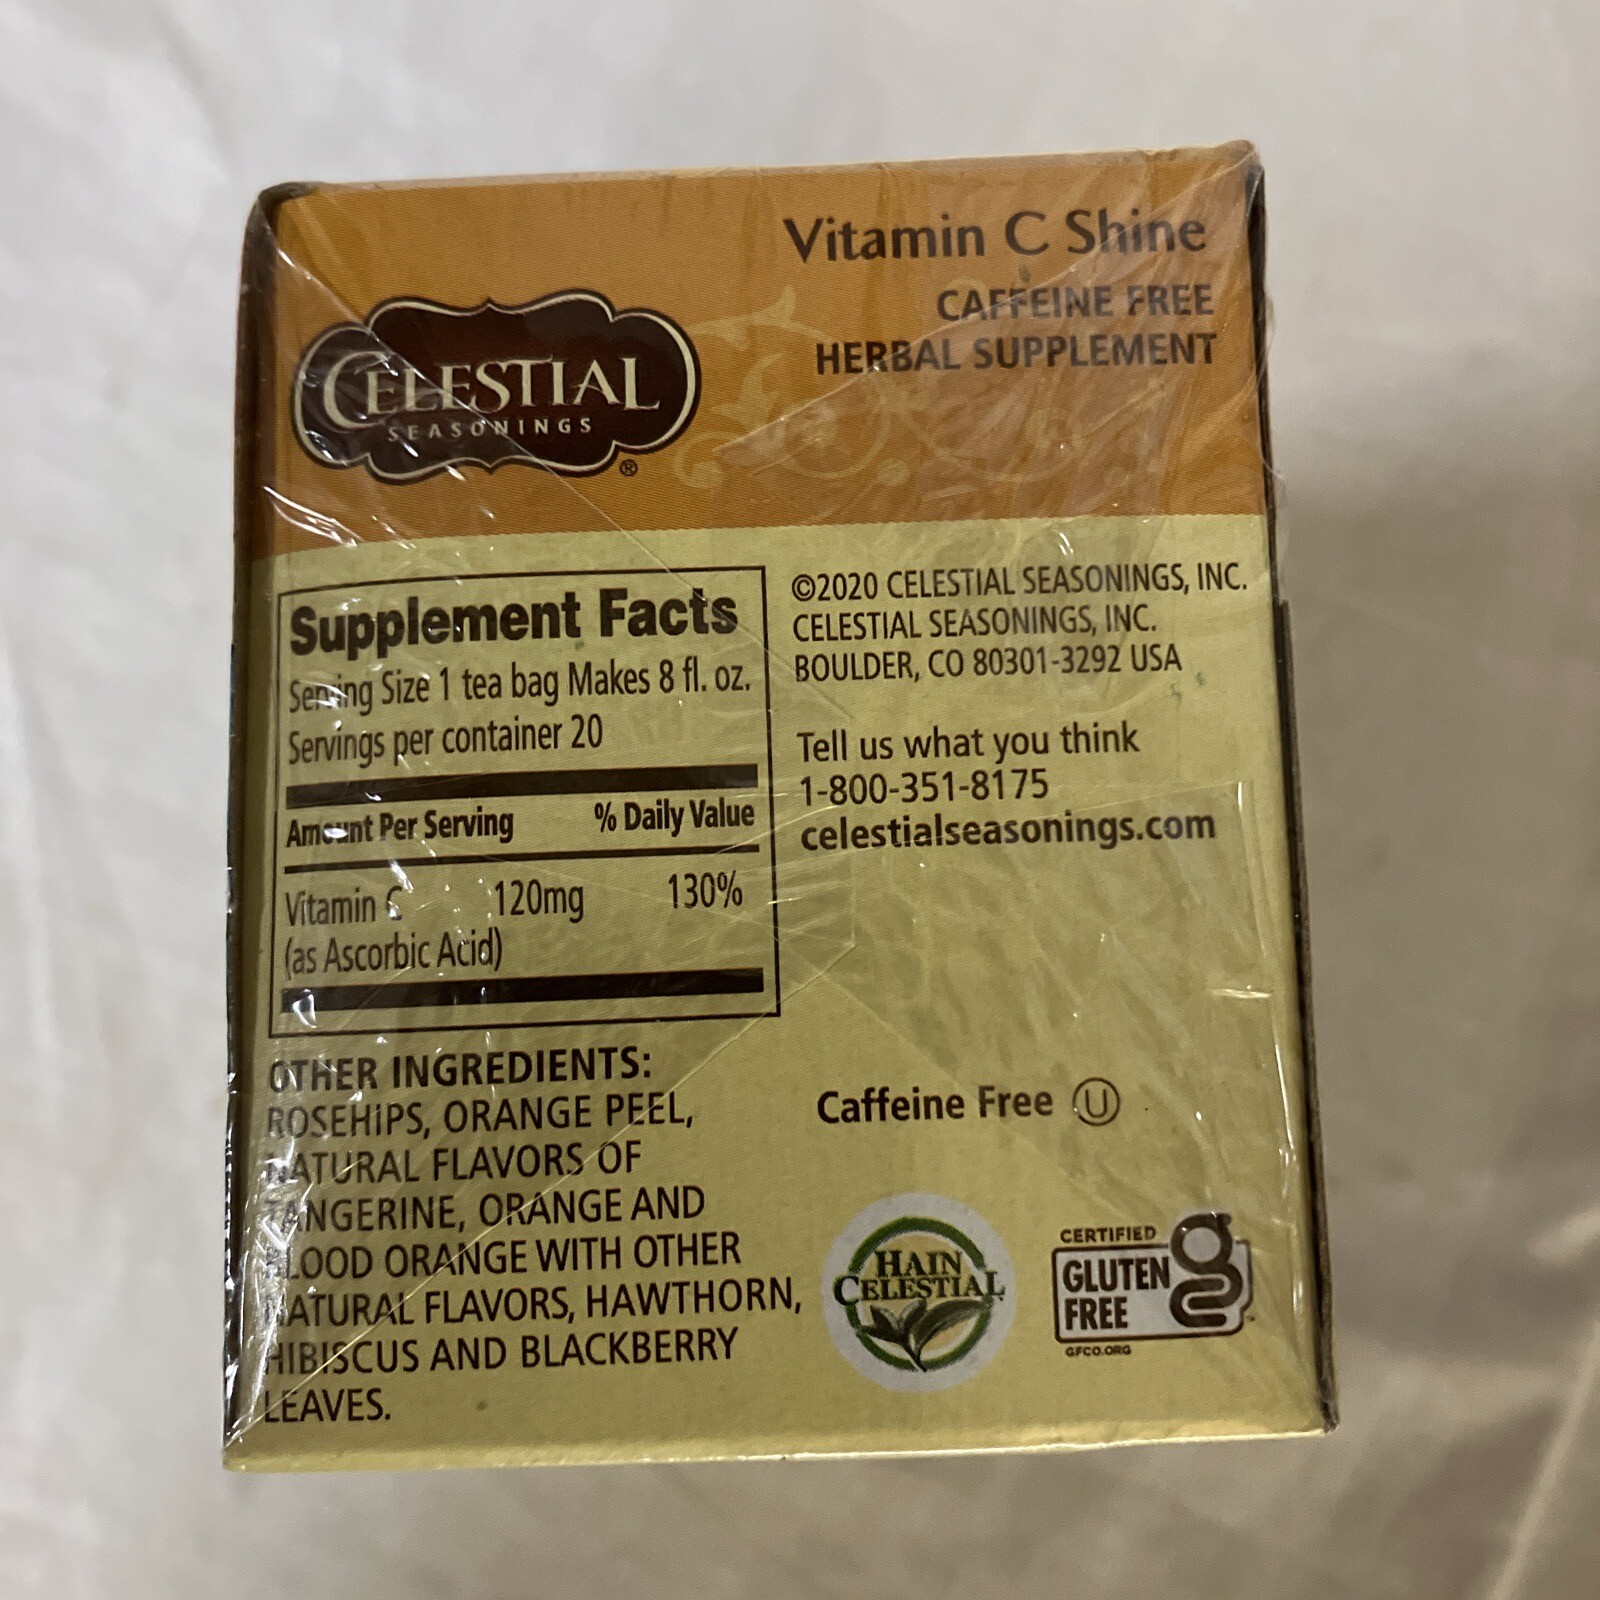 Vitamin C Shine
CAFFEINE FREE
HERBAL SUPPLEMENT
CELESTIAL
SEASONINGS
®
Supplement Facts
Serving Size 1 tea bag Makes 8 fl. oz.
Servings per container 20
Amount Per Serving % Daily Value
Vitamin C 120mg 130%
(as Ascorbic Acid)
OTHER INGREDIENTS:
ROSEHIPS, ORANGE PEEL,
NATURAL FLAVORS OF
TANGERINE, ORANGE AND
BLOOD ORANGE WITH OTHER
NATURAL FLAVORS, HAWTHORN,
HIBISCUS AND BLACKBERRY
LEAVES.
©2020 CELESTIAL SEASONINGS, INC.
CELESTIAL SEASONINGS, INC.
BOULDER, CO 80301-3292 USA
Tell us what you think
1-800-351-8175
celestialseasonings.com
Caffeine Free U
HAIN
CELESTIAL
CERTIFIED
GLUTEN
FREE
GFCO.ORG